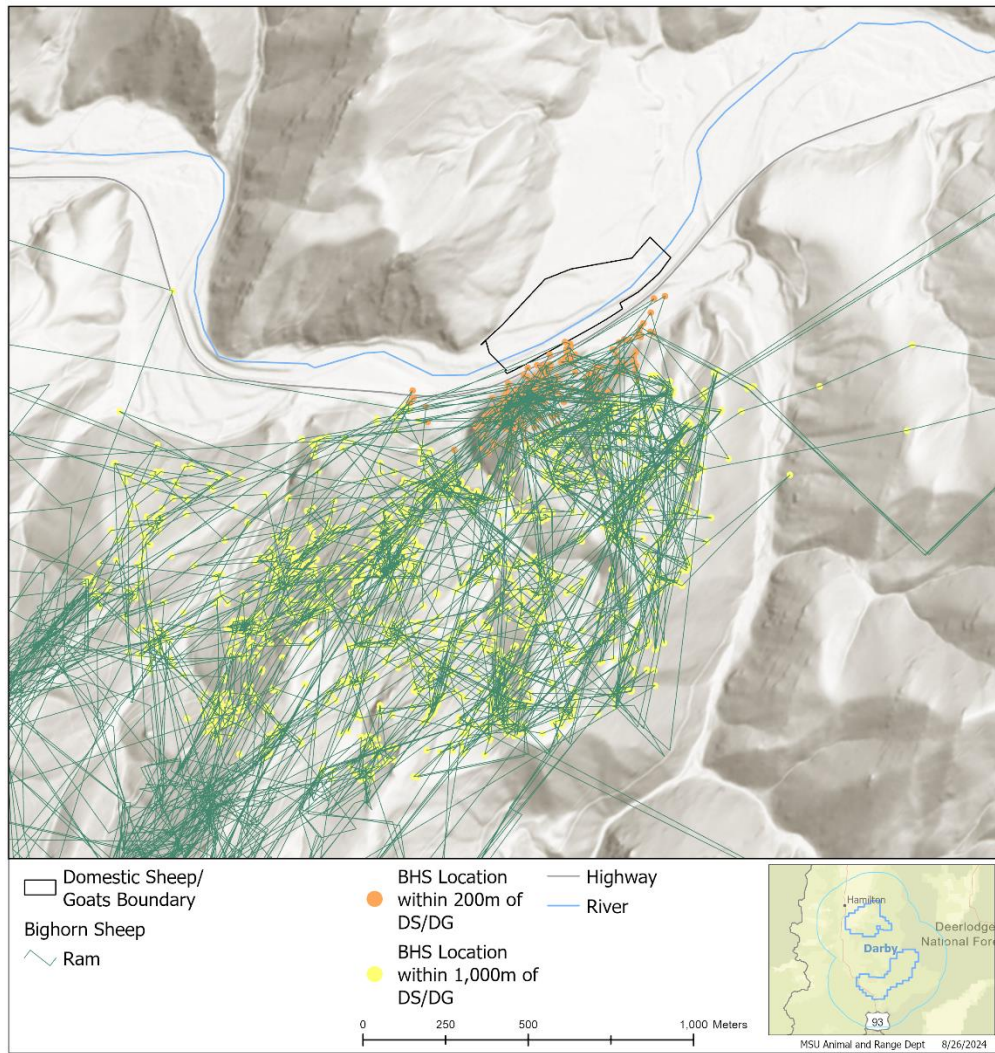 Domestic Sheep/
Goats Boundary
Bighorn Sheep
Ram
BHS Location
within 200m of
DS/DG
BHS Location
within 1,000m of
DS/DG
Highway
River
0 250 500 1,000 Meters
Hamilton
Deerlodge
National Fore
Darby
93
MSU Animal and Range Dept 8/26/2024